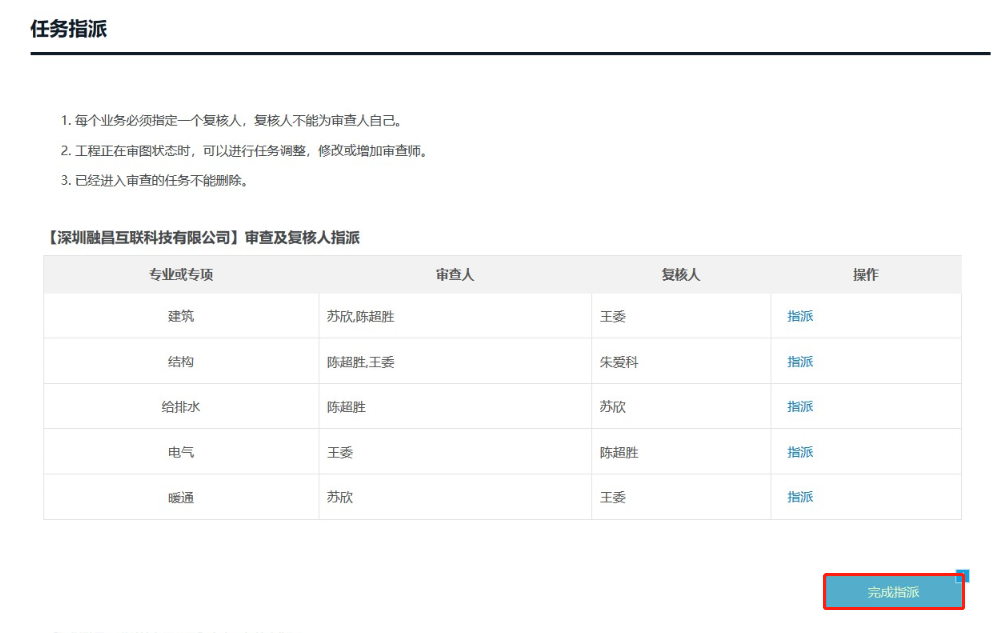 任务指派
1. 每个业务必须指定一个复核人，复核人不能为审查人自己。
2. 工程正在审图状态时，可以进行任务调整，修改或增加审查师。
3. 已经进入审查的任务不能删除。
【深圳融昌互联科技有限公司】审查及复核人指派
专业或专项 审查人 复核人 操作
建筑 苏欣,陈超胜 王委 指派
结构 陈超胜,王委 朱爱科 指派
给排水 陈超胜 苏欣 指派
电气 王委 陈超胜 指派
暖通 苏欣 王委 指派
完成指派